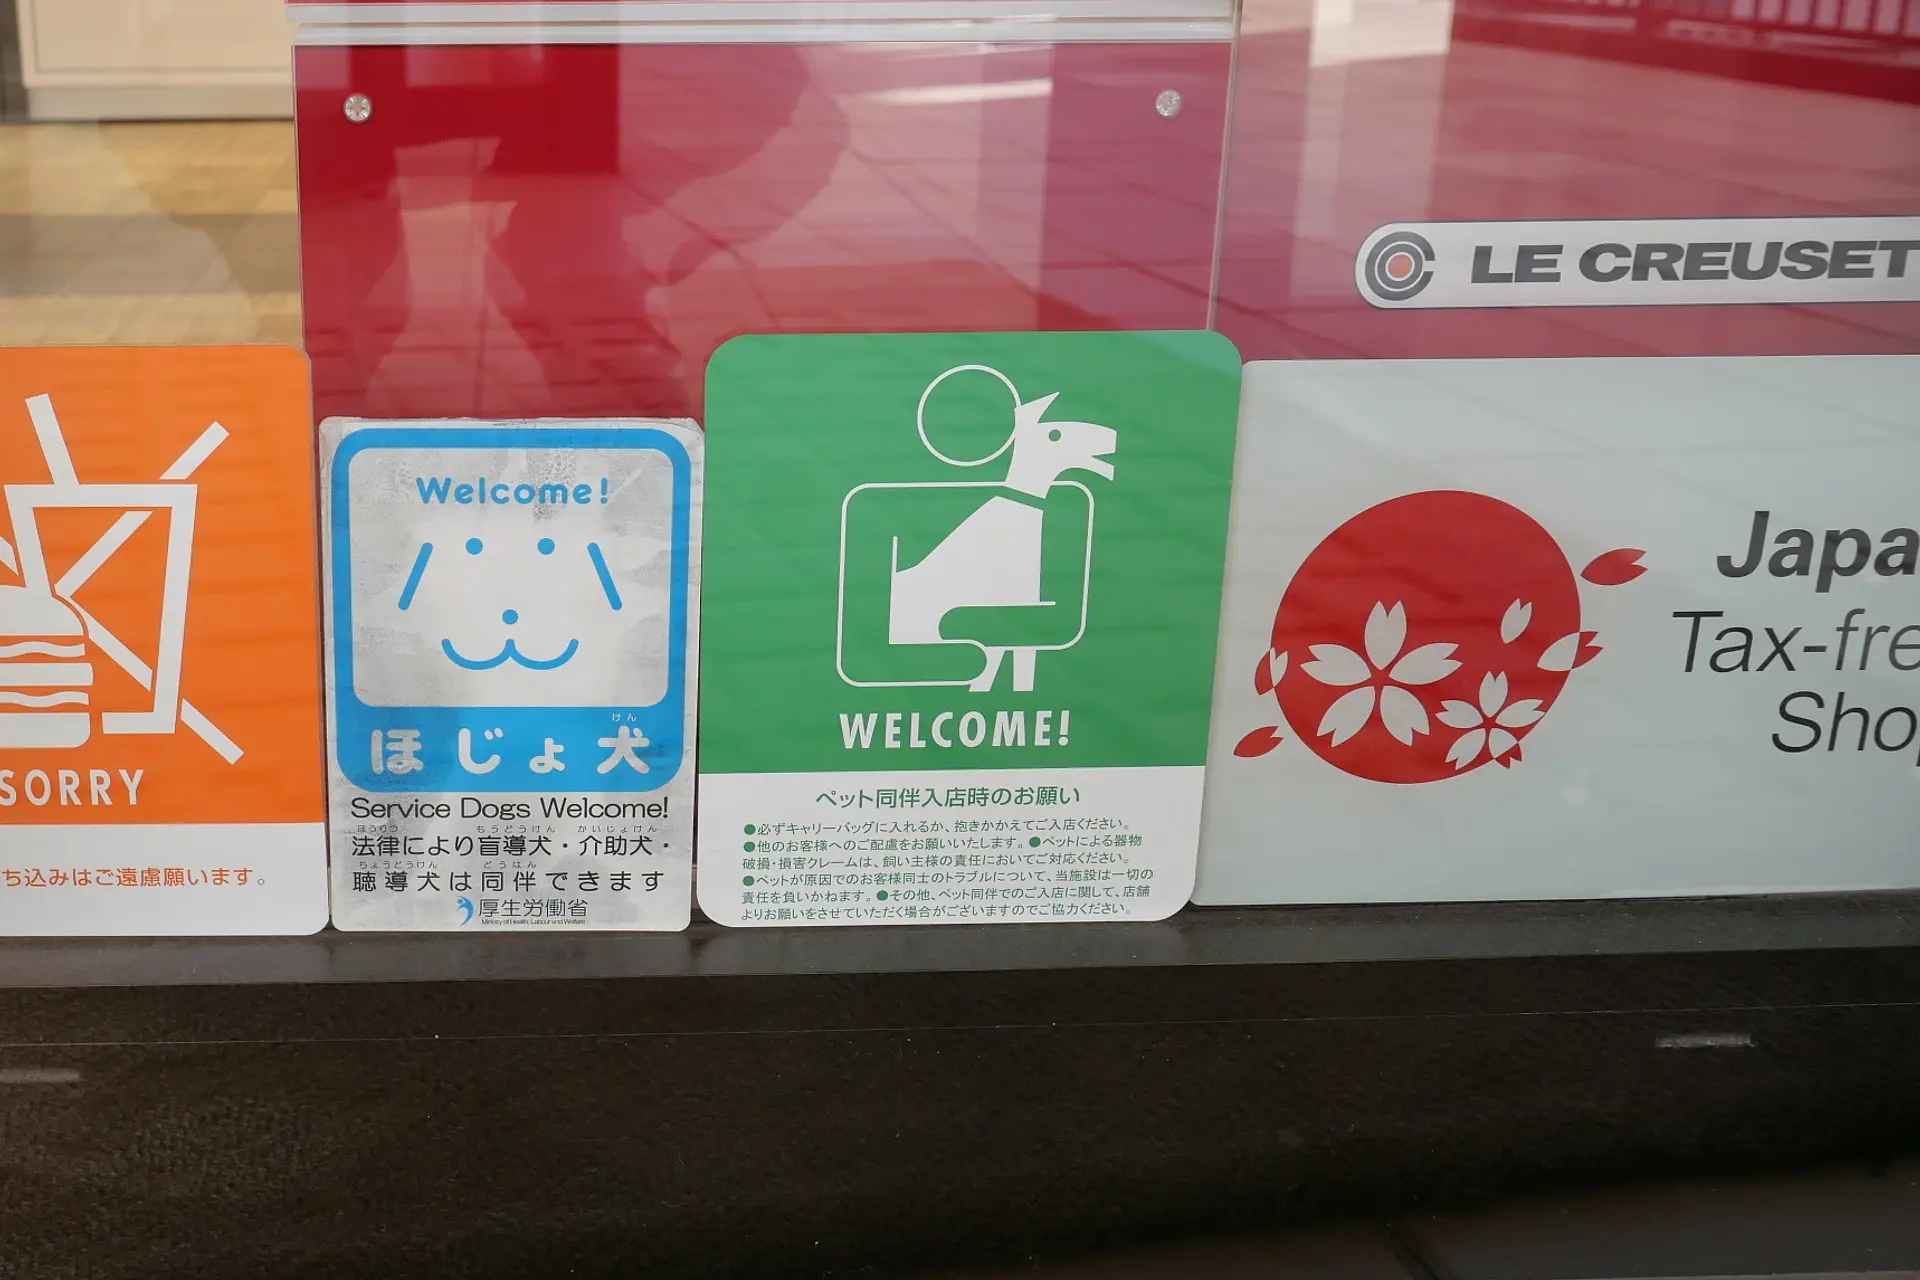 LE CREUSET
SORRY
ち込みはご遠慮願います。
Welcome!
けん
ほじょ犬
Service Dogs Welcome!
ほうりつ もうどうけん かいじょけん
法律により盲導犬・介助犬・
ちょうどうけん どうはん
聴導犬は同伴できます
厚生労働省
Ministry of Health, Labour and Welfare
WELCOME!
ペット同伴入店時のお願い
●必ずキャリーバッグに入れるか、抱きかかえてご入店ください。
●他のお客様へのご配慮をお願いいたします。●ペットによる器物
破損・損害クレームは、飼い主様の責任においてご対応ください。
●ペットが原因でのお客様同士のトラブルについて、当施設は一切の
責任を負いかねます。●その他、ペット同伴でのご入店に関して、店舗
よりお願いをさせていただく場合がございますのでご協力ください。
Japa
Tax-fre
Sho